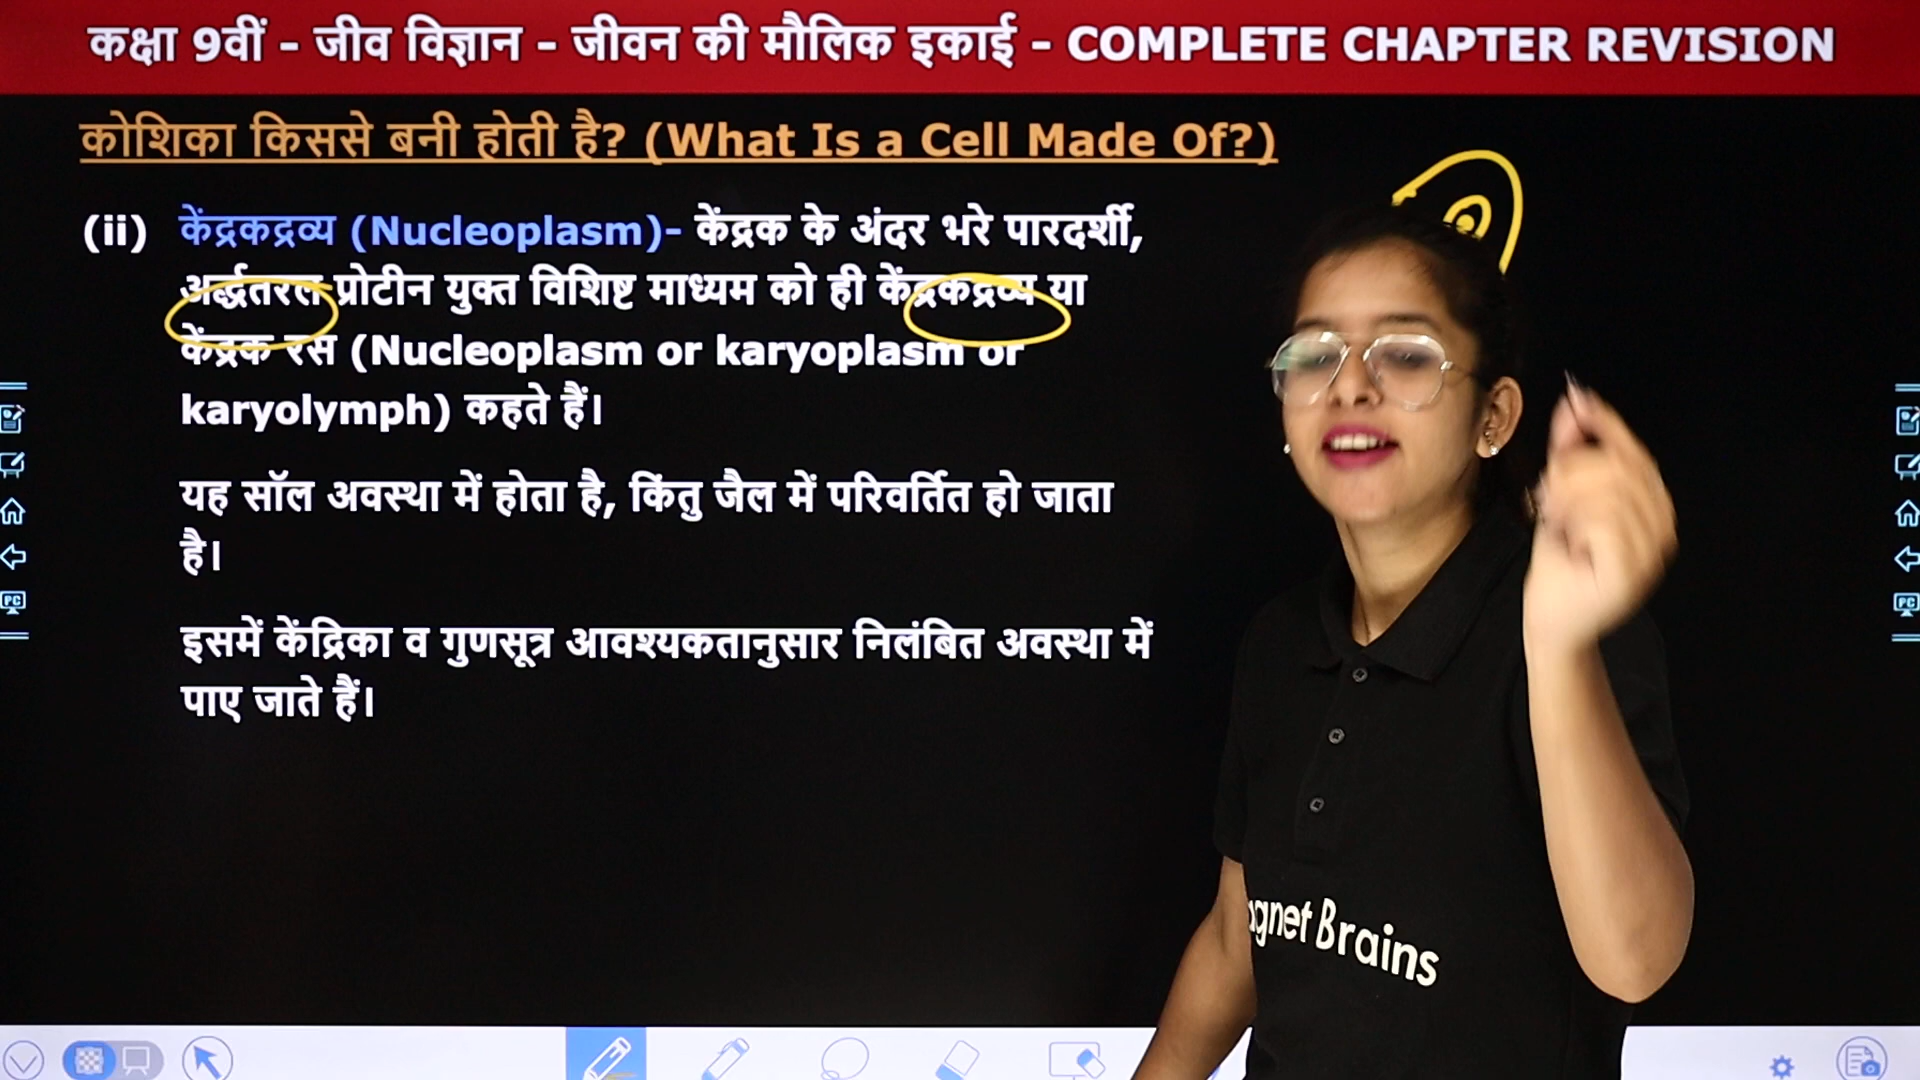 कक्षा 9वीं - जीव विज्ञान - जीवन की मौलिक इकाई - COMPLETE CHAPTER REVISION
कोशिका किससे बनी होती है? (What Is a Cell Made Of?)
(ii) केंद्रकद्रव्य (Nucleoplasm)- केंद्रक के अंदर भरे पारदर्शी,
अर्द्धतरल प्रोटीन युक्त विशिष्ट माध्यम को ही केंद्रकद्रव्य या
केंद्रक रस (Nucleoplasm or karyoplasm or
karyolymph) कहते हैं।
यह सॉल अवस्था में होता है, किंतु जैल में परिवर्तित हो जाता
है।
इसमें केंद्रिका व गुणसूत्र आवश्यकतानुसार निलंबित अवस्था में
पाए जाते हैं।
Brains
PC
PC